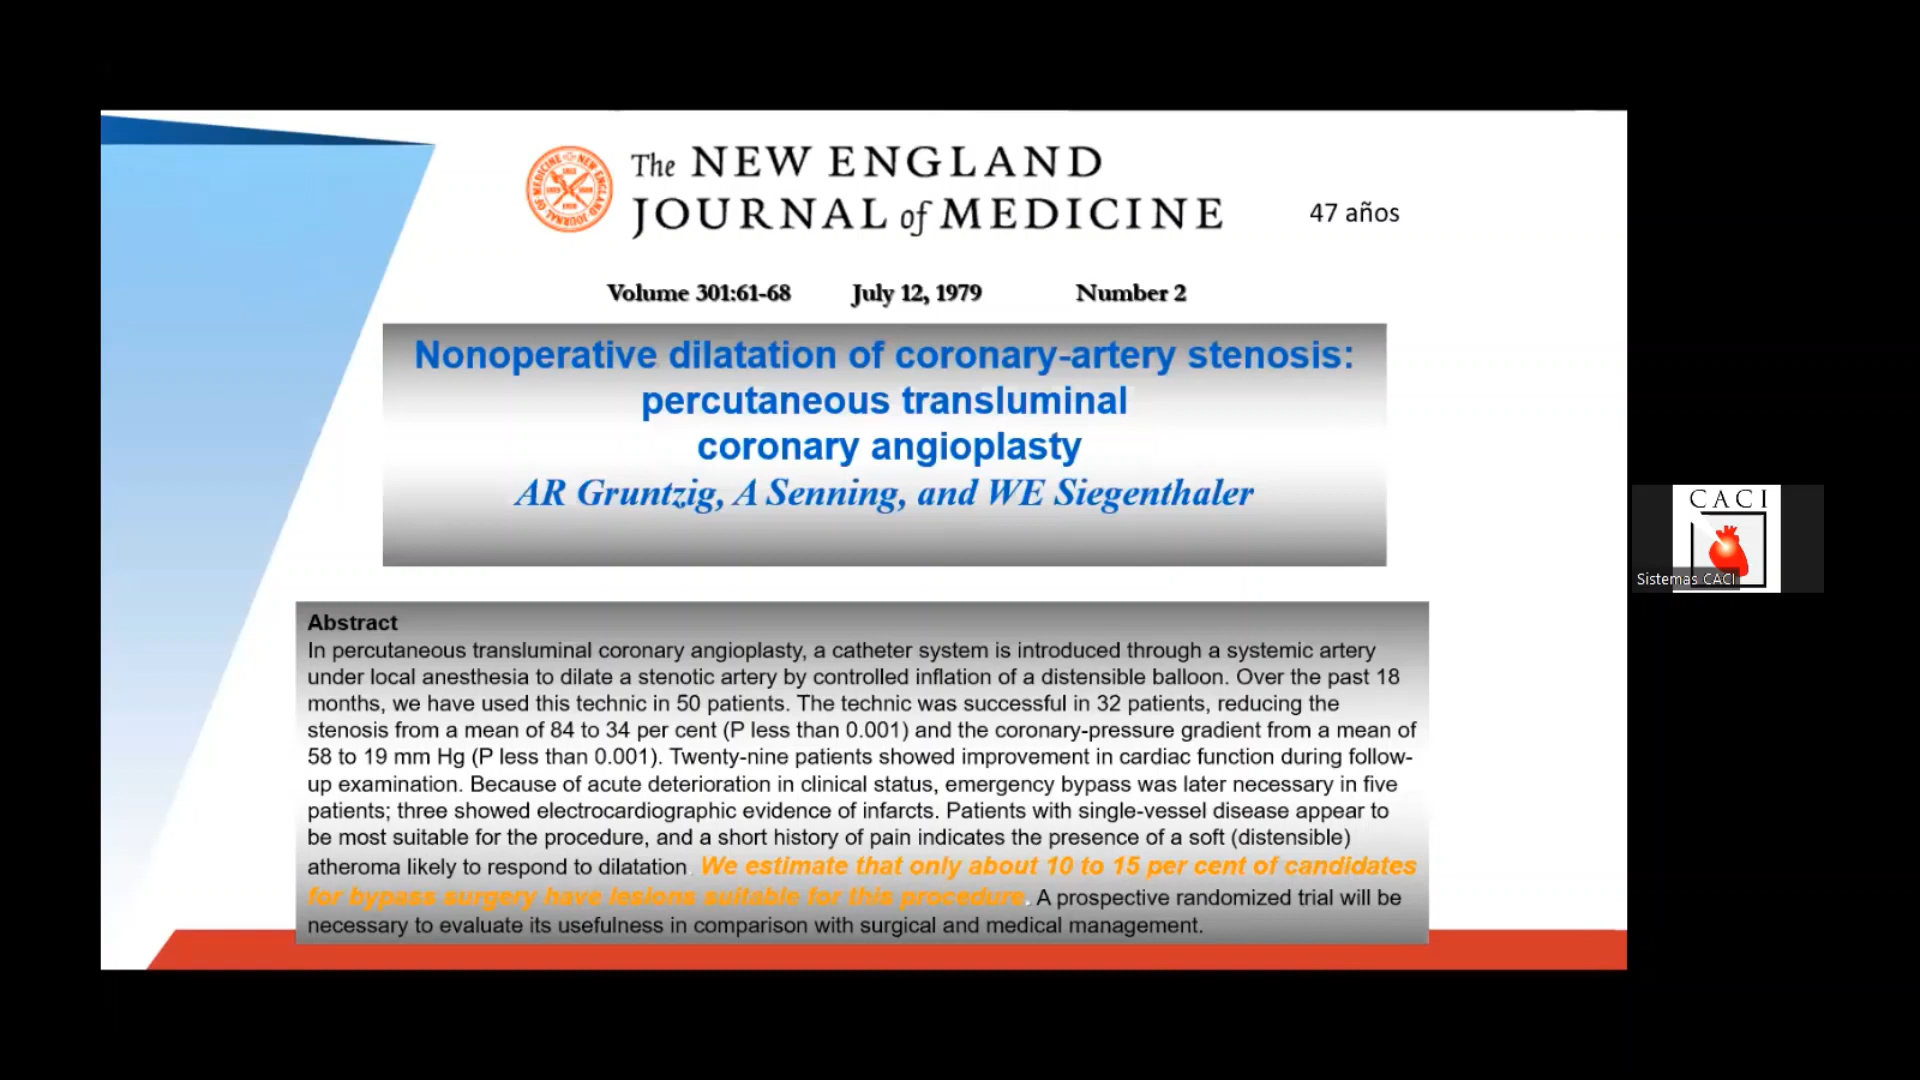 The NEW ENGLAND
JOURNAL of MEDICINE
47 años
Volume 301:61-68 July 12, 1979 Number 2
Nonoperative dilatation of coronary-artery stenosis:
percutaneous transluminal
coronary angioplasty
AR Gruntzig, A Senning, and WE Siegenthaler
Abstract
In percutaneous transluminal coronary angioplasty, a catheter system is introduced through a systemic artery
under local anesthesia to dilate a stenotic artery by controlled inflation of a distensible balloon. Over the past 18
months, we have used this technic in 50 patients. The technic was successful in 32 patients, reducing the
stenosis from a mean of 84 to 34 per cent (P less than 0.001) and the coronary-pressure gradient from a mean of
58 to 19 mm Hg (P less than 0.001). Twenty-nine patients showed improvement in cardiac function during follow-
up examination. Because of acute deterioration in clinical status, emergency bypass was later necessary in five
patients; three showed electrocardiographic evidence of infarcts. Patients with single-vessel disease appear to
be most suitable for the procedure, and a short history of pain indicates the presence of a soft (distensible)
atheroma likely to respond to dilatation. We estimate that only about 10 to 15 per cent of candidates
for bypass surgery have lesions suitable for this procedure. A prospective randomized trial will be
necessary to evaluate its usefulness in comparison with surgical and medical management.
CACI
Sistemas CACI